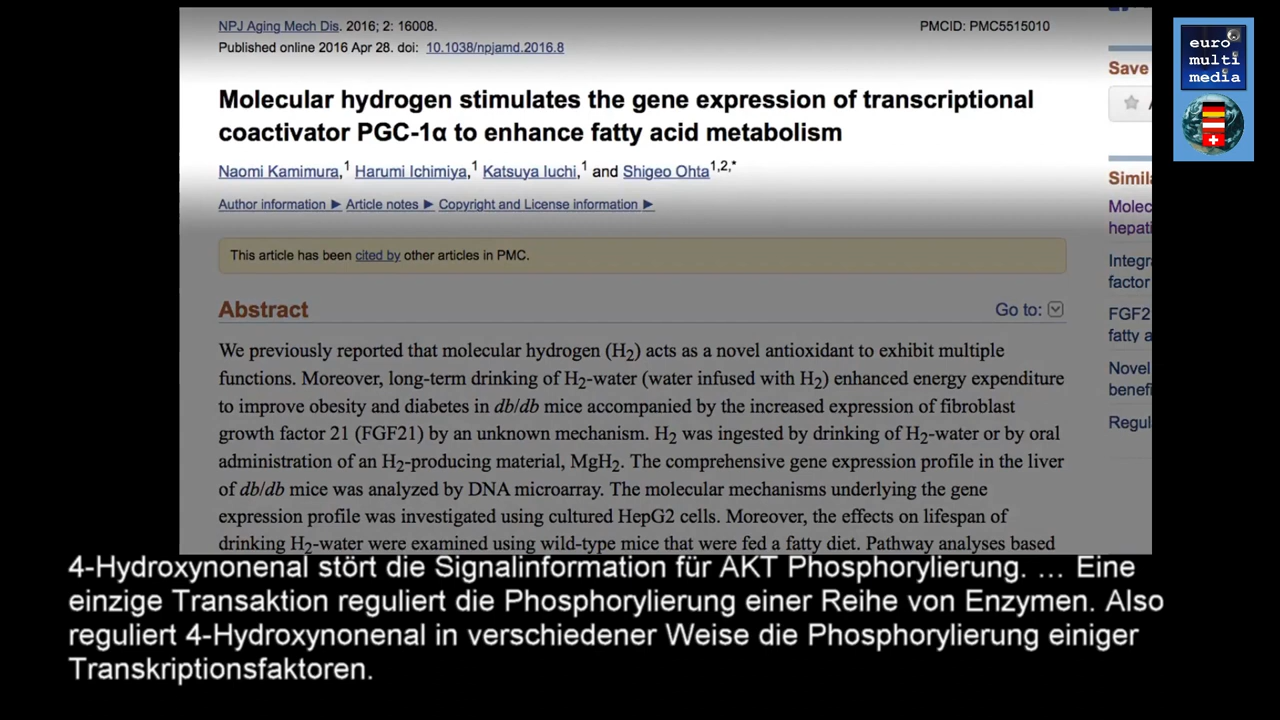 NPJ Aging Mech Dis. 2016; 2: 16008.
PMCID: PMC5515010
Published online 2016 Apr 28. doi: 10.1038/npjamd.2016.8
Molecular hydrogen stimulates the gene expression of transcriptional
coactivator PGC-1α to enhance fatty acid metabolism
Naomi Kamimura,1 Harumi Ichimiya,1 Katsuya Iuchi,1 and Shigeo Ohta1,2,*
Author information ► Article notes ► Copyright and License information ►
This article has been cited by other articles in PMC.
Abstract
Go to:
We previously reported that molecular hydrogen (H2) acts as a novel antioxidant to exhibit multiple
functions. Moreover, long-term drinking of H2-water (water infused with H2) enhanced energy expenditure
to improve obesity and diabetes in db/db mice accompanied by the increased expression of fibroblast
growth factor 21 (FGF21) by an unknown mechanism. H2 was ingested by drinking of H2-water or by oral
administration of an H2-producing material, MgH2. The comprehensive gene expression profile in the liver
of db/db mice was analyzed by DNA microarray. The molecular mechanisms underlying the gene
expression profile was investigated using cultured HepG2 cells. Moreover, the effects on lifespan of
drinking H2-water were examined using wild-type mice that were fed a fatty diet. Pathway analyses based
Save
Simil
Molec
hepati
Integr
factor
FGF2
fatty a
Novel
benefi
Regul
euro
multi
media
4-Hydroxynonenal stört die Signalinformation für AKT Phosphorylierung. … Eine
einzige Transaktion reguliert die Phosphorylierung einer Reihe von Enzymen. Also
reguliert 4-Hydroxynonenal in verschiedener Weise die Phosphorylierung einiger
Transkriptionsfaktoren.